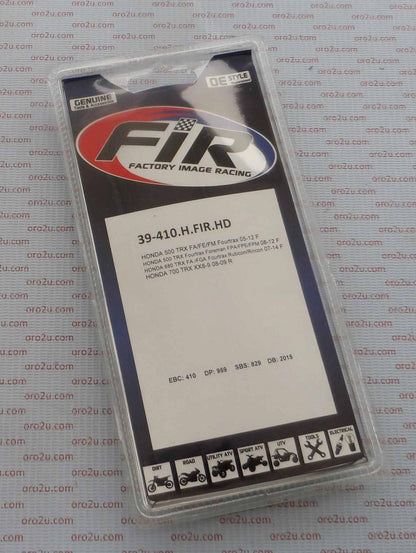 GENUINE
OE STYLE
FIR
FACTORY IMAGE RACING
39-410.H.FIR.HD
HONDA 500 TRX FA/FE/FM Fourtrax 05-12 F
HONDA 500 TRX Fourtrax Foreman FPA/FPE/FPM 08-12 F
HONDA 680 TRX FA /FGA Fourtrax Rubicon/Rincon 07-14 F
HONDA 700 TRX XX8-9 08-09 R
EBC: 410 DP: 959 SBS: 829 DB: 2015
DIRT ROAD UTILITY ATV SPORT ATV UTV TOOLS ELECTRICAL
oro2u.com